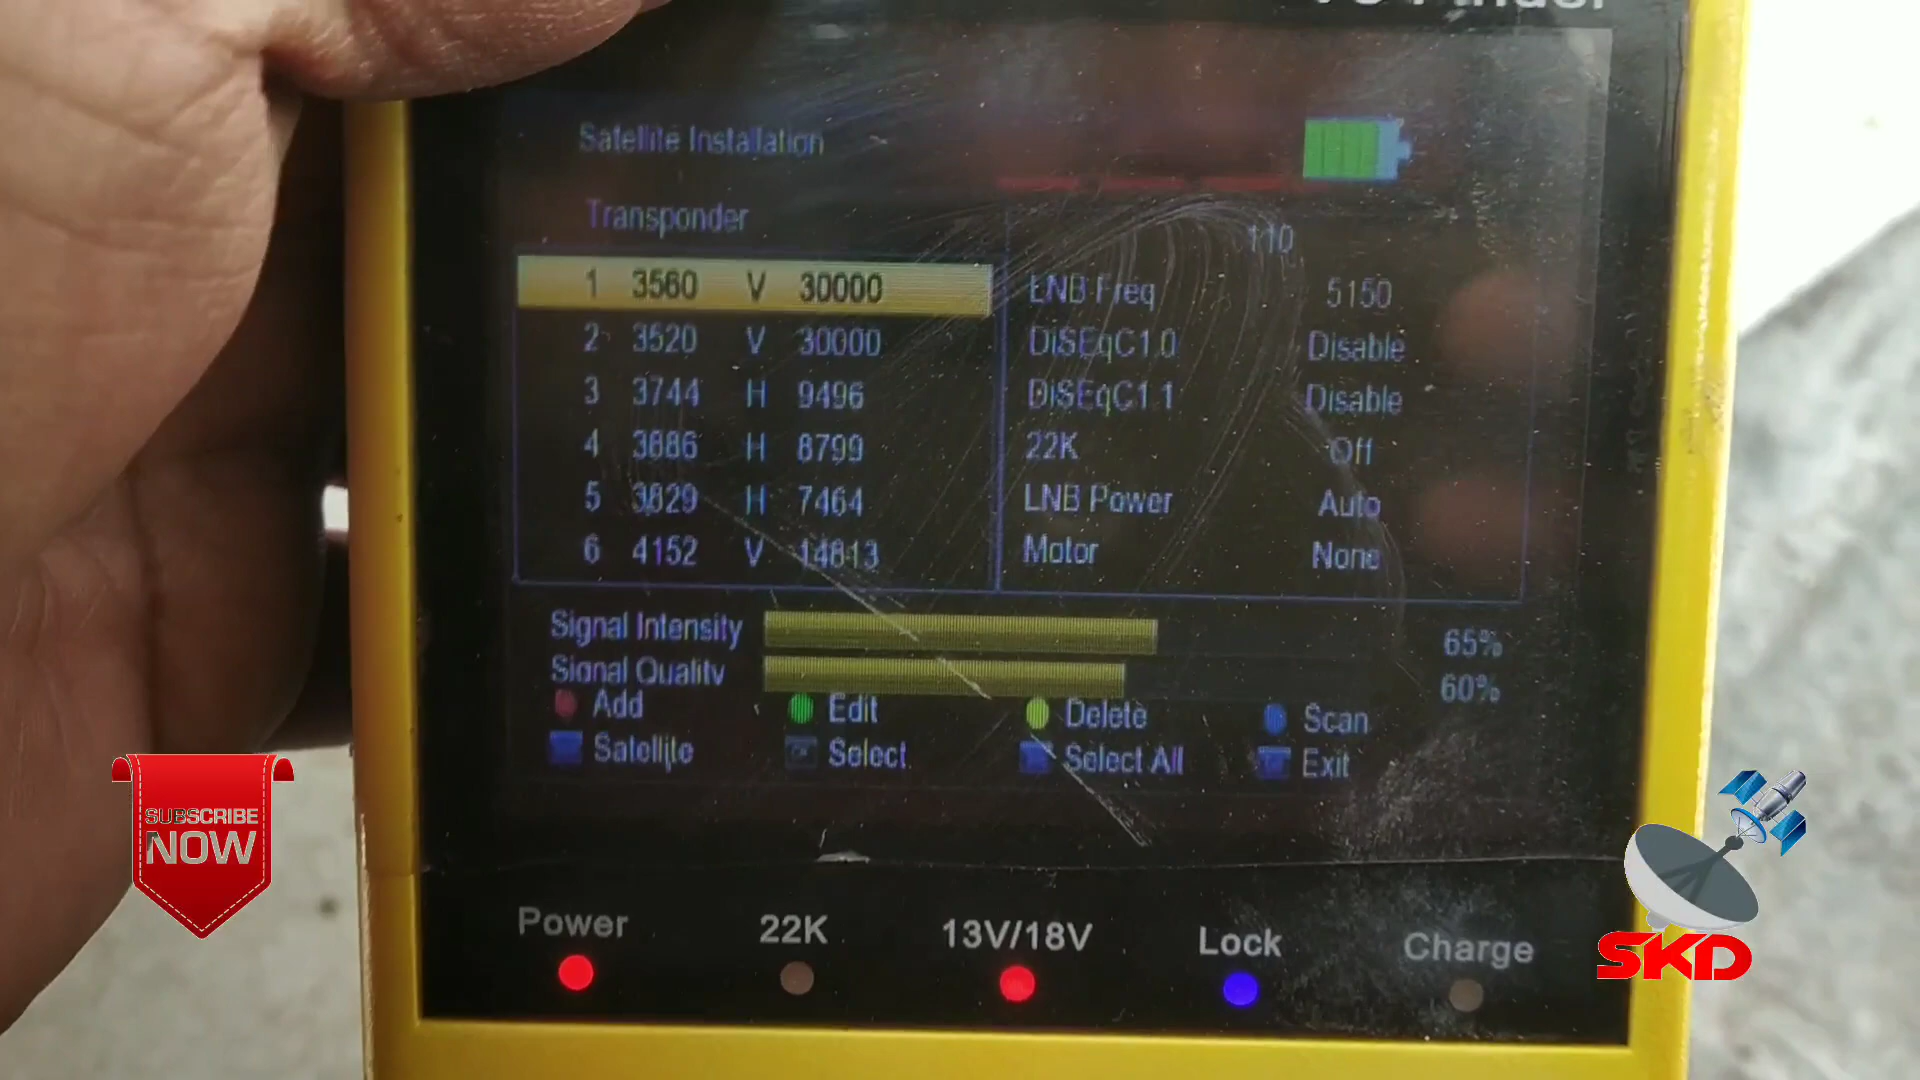 Satellite Installation
Transponder
110
1 3560 V 30000
LNB Freq 5150
2 3520 V 30000
DiSEqC1.0 Disable
3 3744 H 9496
DiSEqC1.1 Disable
4 3886 H 8799
22K Off
5 3829 H 7464
LNB Power Auto
6 4152 V 14813
Motor None
Signal Intensity 65%
Signal Quality 60%
Add Edit Delete Scan
Satellite Select Select All Exit
SUBSCRIBE
NOW
Power 22K 13V/18V Lock Charge
SKD